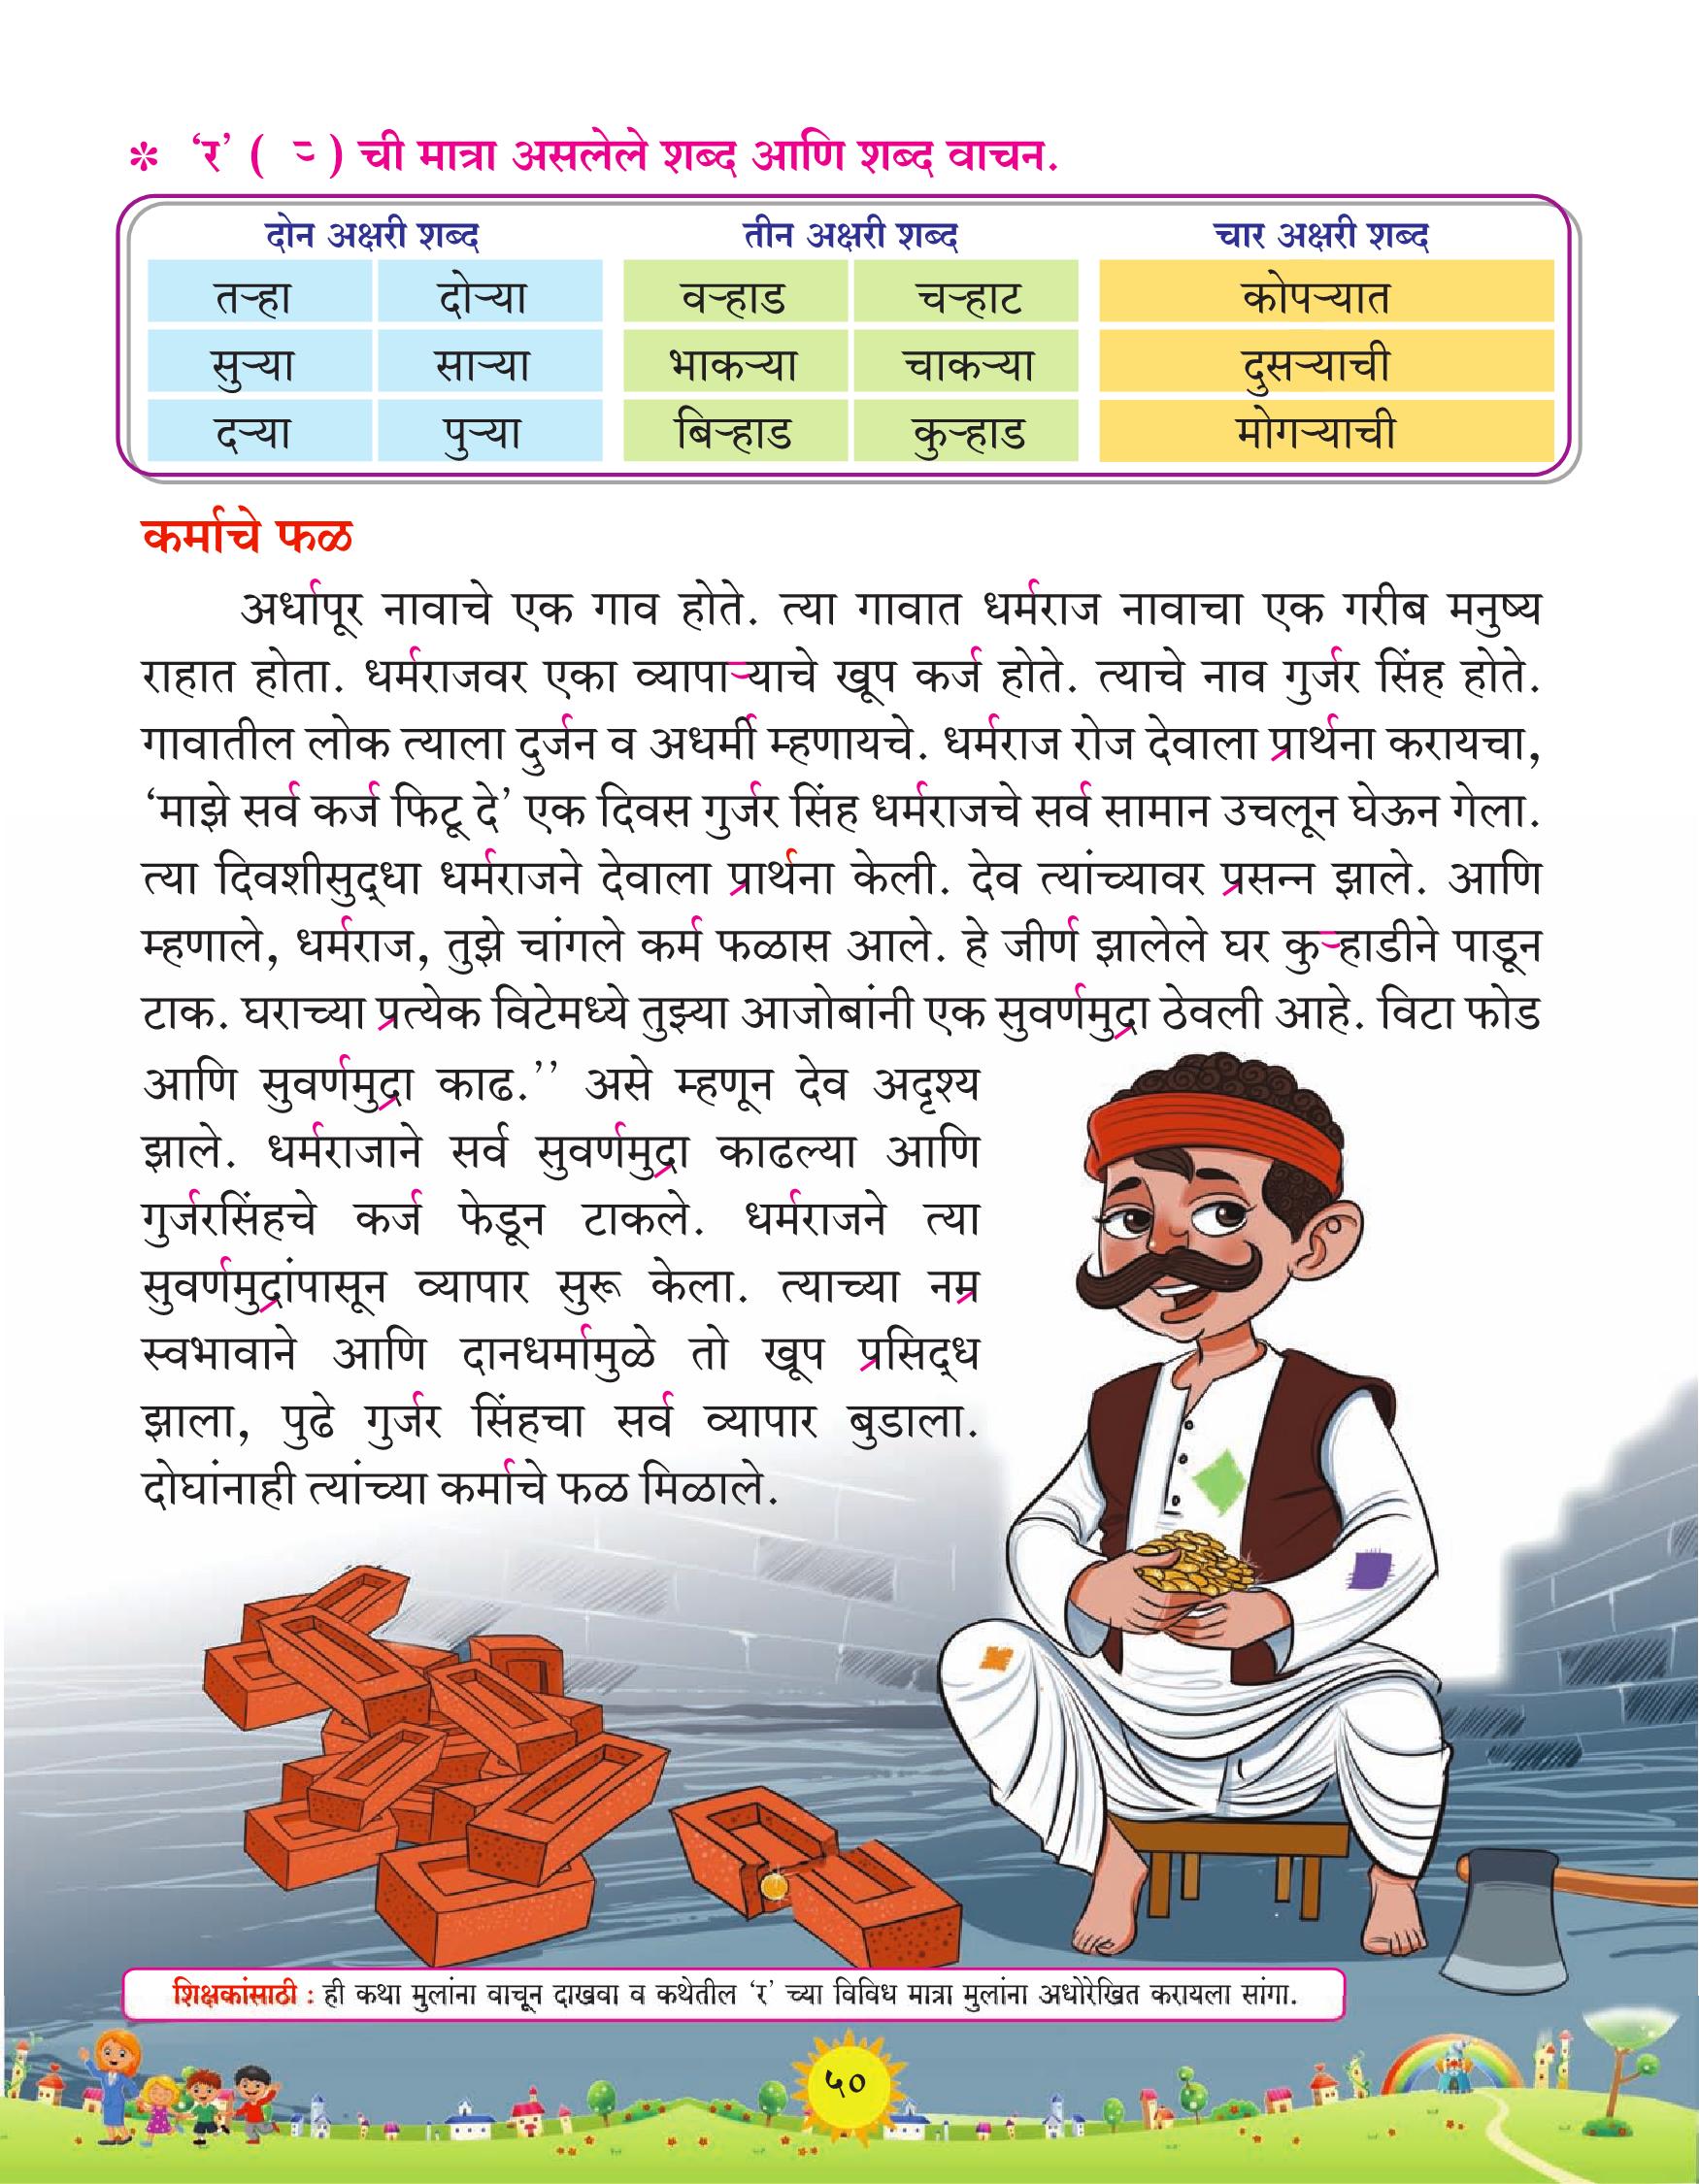 * ‘र’ ( ऱ्‍ ) ची मात्रा असलेले शब्द आणि शब्द वाचन.
दोन अक्षरी शब्द तीन अक्षरी शब्द चार अक्षरी शब्द
तऱ्हा दोऱ्या वऱ्हाड चऱ्हाट कोपऱ्यात
सुऱ्या साऱ्या भाकऱ्या चाकऱ्या दुसऱ्याची
दऱ्या पुऱ्या बिऱ्हाड कुऱ्हाड मोगऱ्याची
कर्माचे फळ
अर्धापूर नावाचे एक गाव होते. त्या गावात धर्मराज नावाचा एक गरीब मनुष्य
राहात होता. धर्मराजवर एका व्यापाऱ्याचे खूप कर्ज होते. त्याचे नाव गुर्जर सिंह होते.
गावातील लोक त्याला दुर्जन व अधर्मी म्हणायचे. धर्मराज रोज देवाला प्रार्थना करायचा,
‘माझे सर्व कर्ज फिटू दे’ एक दिवस गुर्जर सिंह धर्मराजचे सर्व सामान उचलून घेऊन गेला.
त्या दिवशीसुद्धा धर्मराजने देवाला प्रार्थना केली. देव त्यांच्यावर प्रसन्न झाले. आणि
म्हणाले, धर्मराज, तुझे चांगले कर्म फळास आले. हे जीर्ण झालेले घर कुऱ्हाडीने पाडून
टाक. घराच्या प्रत्येक विटेमध्ये तुझ्या आजोबांनी एक सुवर्णमुद्रा ठेवली आहे. विटा फोड
आणि सुवर्णमुद्रा काढ.’’ असे म्हणून देव अदृश्य
झाले. धर्मराजाने सर्व सुवर्णमुद्रा काढल्या आणि
गुर्जरसिंहचे कर्ज फेडून टाकले. धर्मराजने त्या
सुवर्णमुद्रांपासून व्यापार सुरू केला. त्याच्या नम्र
स्वभावाने आणि दानधर्मामुळे तो खूप प्रसिद्ध
झाला, पुढे गुर्जर सिंहचा सर्व व्यापार बुडाला.
दोघांनाही त्यांच्या कर्माचे फळ मिळाले.
शिक्षकांसाठी : ही कथा मुलांना वाचून दाखवा व कथेतील ‘र’ च्या विविध मात्रा मुलांना अधोरेखित करायला सांगा.
५०